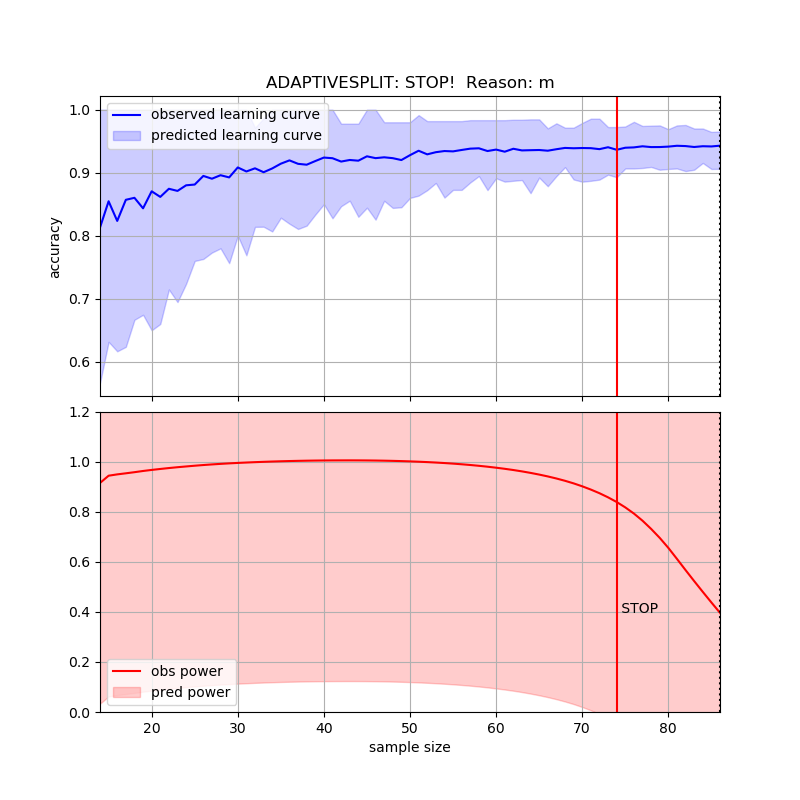 ADAPTIVESPLIT: STOP!  Reason: m
1.0
0.9
0.8
0.7
0.6
accuracy
observed learning curve
predicted learning curve
1.2
1.0
0.8
0.6
0.4
0.2
0.0
STOP
obs power
pred power
20 30 40 50 60 70 80
sample size